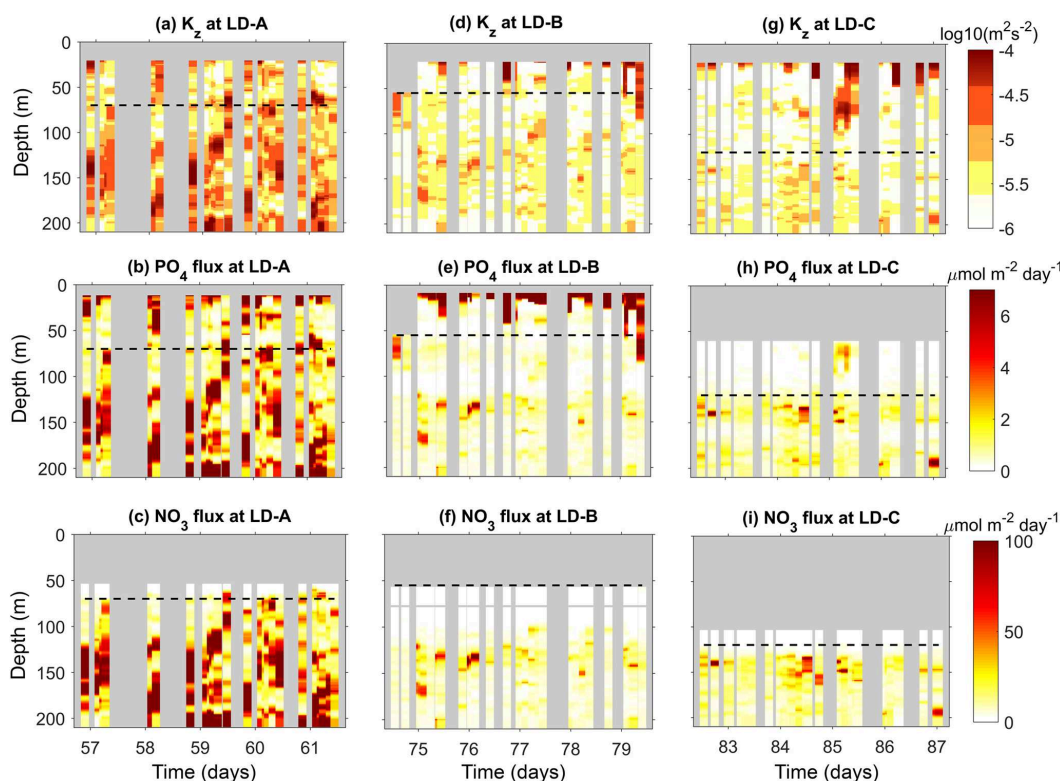 (a) K_z at LD-A
(d) K_z at LD-B
(g) K_z at LD-C
log10(m²s⁻²)
Depth (m)
0
50
100
150
200
-4
-4.5
-5
-5.5
-6
(b) PO₄ flux at LD-A
(e) PO₄ flux at LD-B
(h) PO₄ flux at LD-C
μmol m⁻² day⁻¹
Depth (m)
0
50
100
150
200
6
4
2
0
(c) NO₃ flux at LD-A
(f) NO₃ flux at LD-B
(i) NO₃ flux at LD-C
μmol m⁻² day⁻¹
Depth (m)
0
50
100
150
200
100
50
0
57 58 59 60 61
75 76 77 78 79
83 84 85 86 87
Time (days)
Time (days)
Time (days)